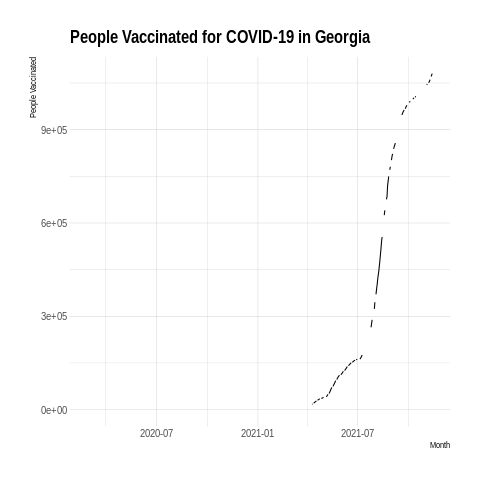 People Vaccinated for COVID-19 in Georgia
People Vaccinated
9e+05
6e+05
3e+05
0e+00
2020-07
2021-01
2021-07
Month